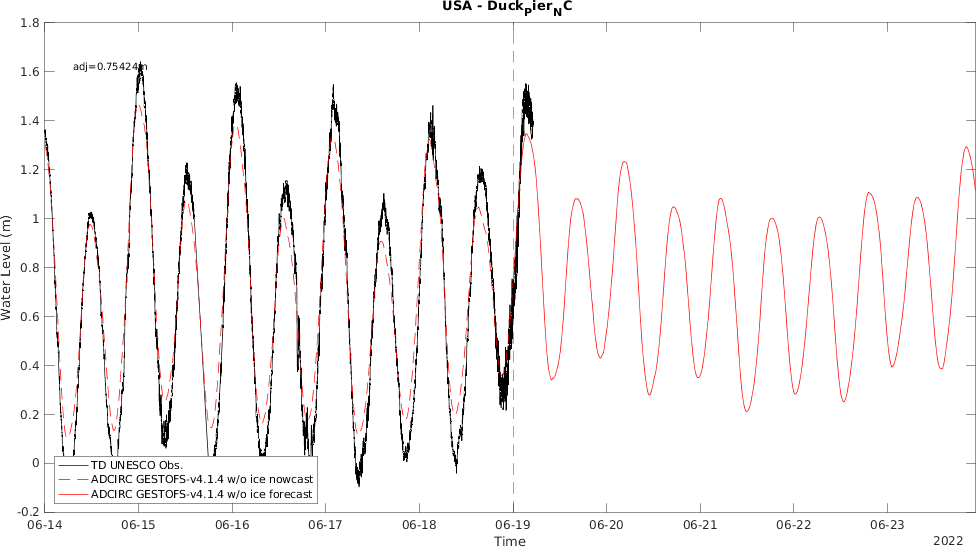 USA - Duck_Pier_NC
1.8
1.6
1.4
1.2
1
0.8
0.6
0.4
0.2
0
-0.2
Water Level (m)
adj=0.75424m
TD UNESCO Obs.
ADCIRC GESTOFS-v4.1.4 w/o ice nowcast
ADCIRC GESTOFS-v4.1.4 w/o ice forecast
06-14 06-15 06-16 06-17 06-18 06-19 06-20 06-21 06-22 06-23
Time
2022